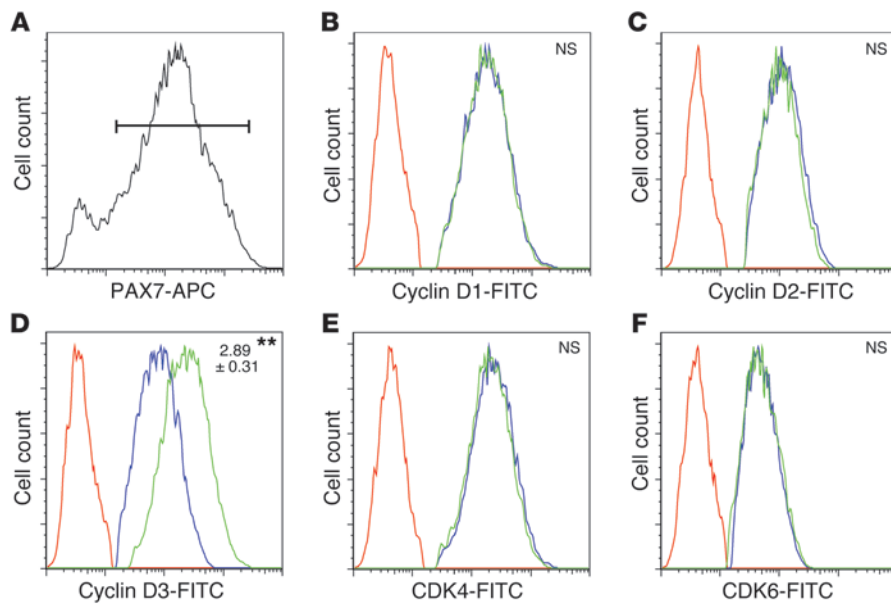 A
Cell count
PAX7-APC
B
NS
Cell count
Cyclin D1-FITC
C
NS
Cell count
Cyclin D2-FITC
D
2.89 **
± 0.31
Cell count
Cyclin D3-FITC
E
NS
Cell count
CDK4-FITC
F
NS
Cell count
CDK6-FITC